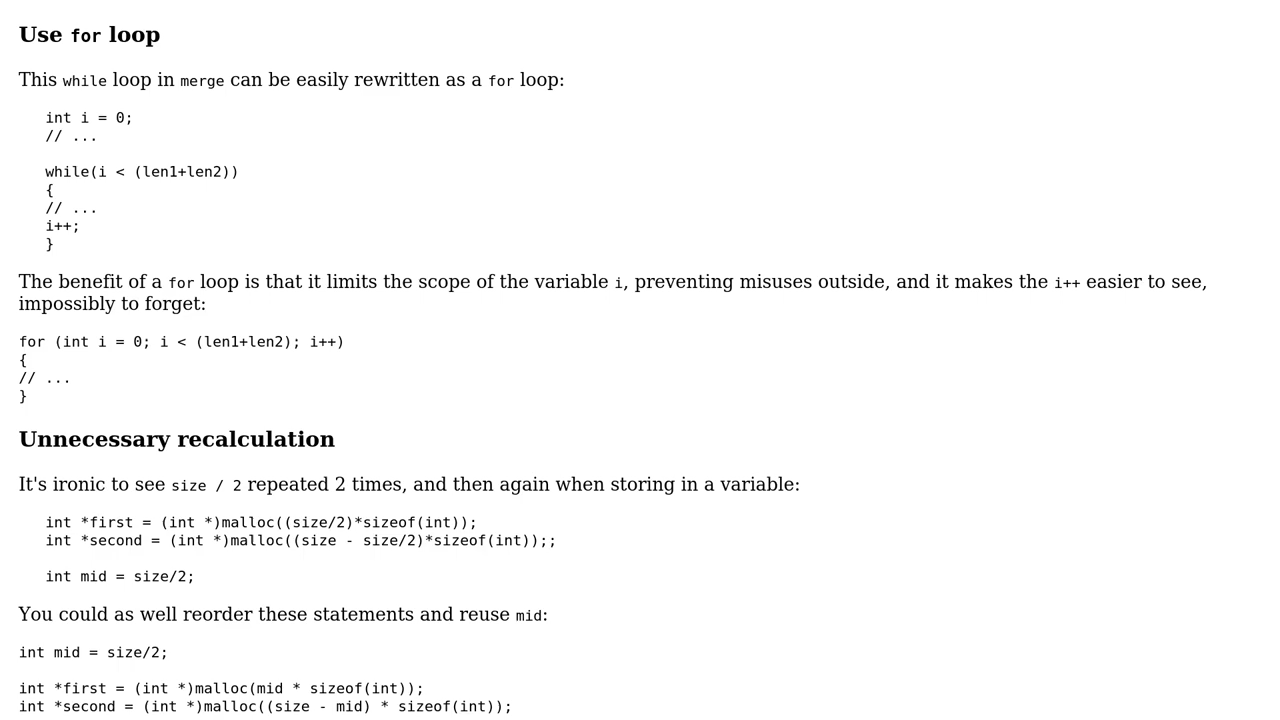 Use for loop
This while loop in merge can be easily rewritten as a for loop:
int i = 0;
// ...
while(i < (len1+len2))
{
// ...
i++;
}
The benefit of a for loop is that it limits the scope of the variable i, preventing misuses outside, and it makes the i++ easier to see,
impossibly to forget:
for (int i = 0; i < (len1+len2); i++)
{
// ...
}
Unnecessary recalculation
It's ironic to see size / 2 repeated 2 times, and then again when storing in a variable:
int *first = (int *)malloc((size/2)*sizeof(int));
int *second = (int *)malloc((size - size/2)*sizeof(int));;
int mid = size/2;
You could as well reorder these statements and reuse mid:
int mid = size/2;
int *first = (int *)malloc(mid * sizeof(int));
int *second = (int *)malloc((size - mid) * sizeof(int));